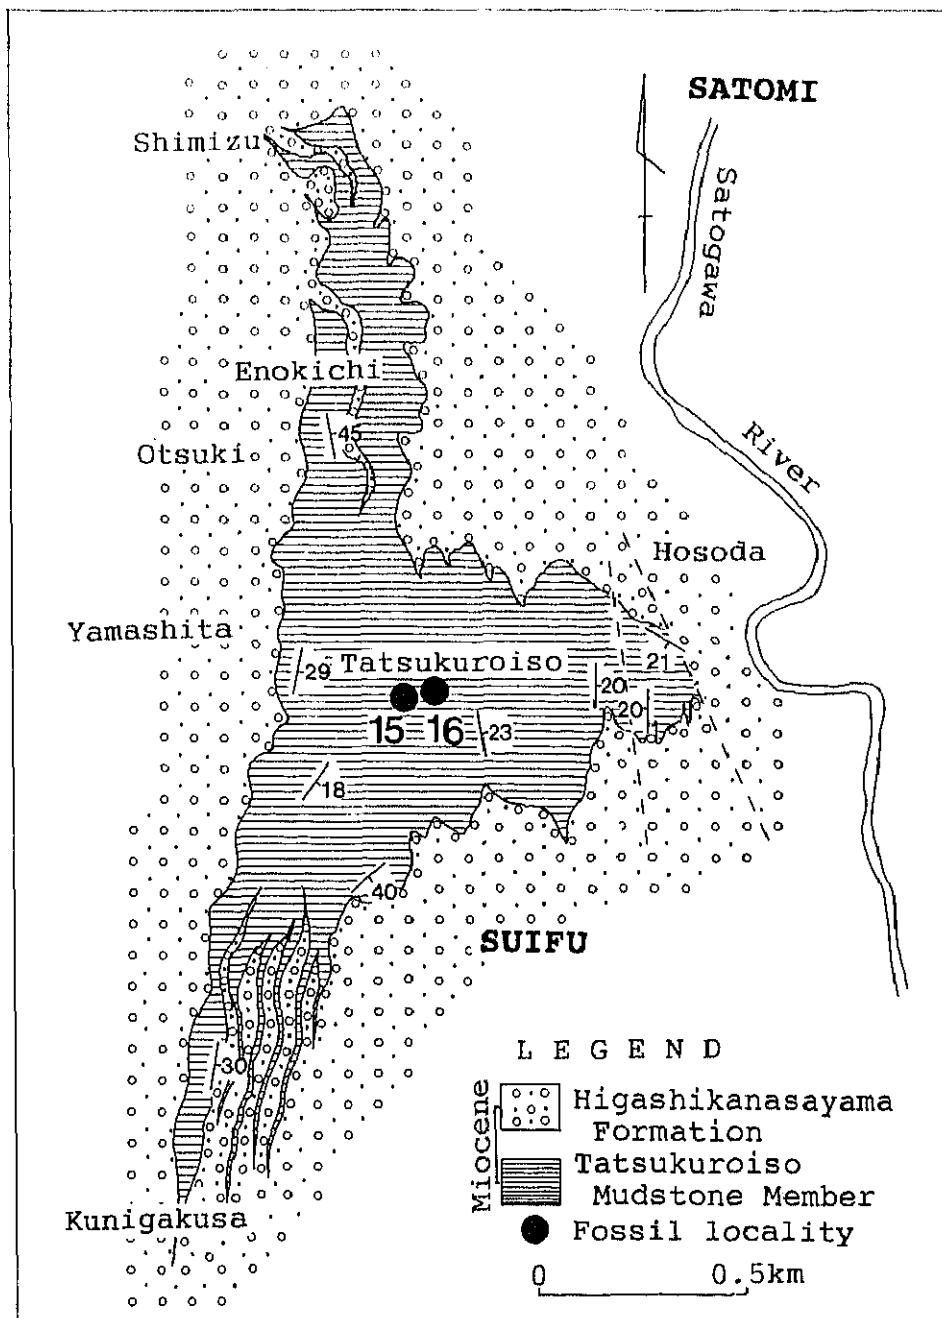 SATOMI
Shimizu
Satogawa
Enokichi
45
Otsuki
River
Hosoda
Yamashita
21
29
Tatsukuroiso
20
20
15 16
23
18
40
SUIFU
30
LEGEND
Miocene
Higashikanasayama
Formation
Tatsukuroiso
Mudstone Member
Kunigakusa
Fossil locality
0 0.5km